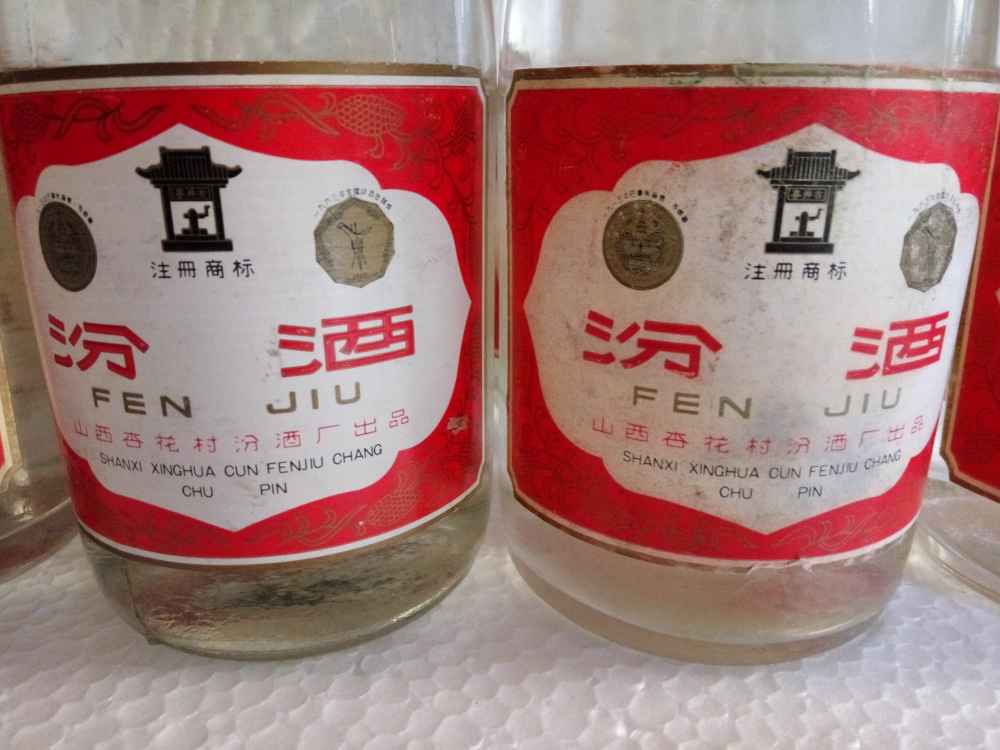 注册商标
汾 酒
FEN JIU
山西杏花村汾酒厂出品
SHANXI XINGHUA CUN FENJIU CHANG
CHU PIN
注册商标
汾 酒
FEN JIU
山西杏花村汾酒厂出品
SHANXI XINGHUA CUN FENJIU CHANG
CHU PIN